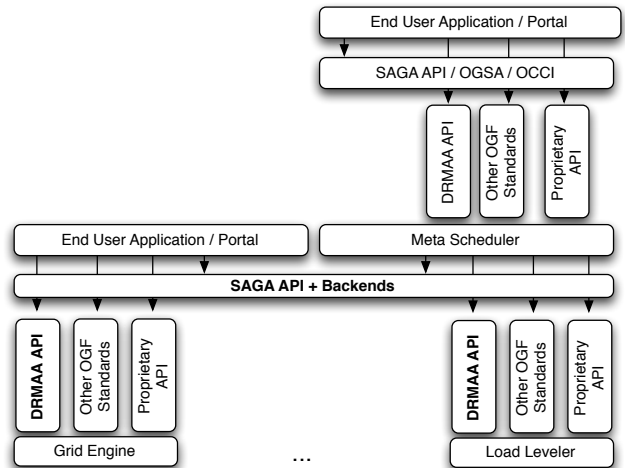 End User Application / Portal
SAGA API / OGSA / OCCI
DRMAA API
Other OGF
Standards
Proprietary
API
End User Application / Portal
Meta Scheduler
SAGA API + Backends
DRMAA API
Other OGF
Standards
Proprietary
API
DRMAA API
Other OGF
Standards
Proprietary
API
Grid Engine
...
Load Leveler